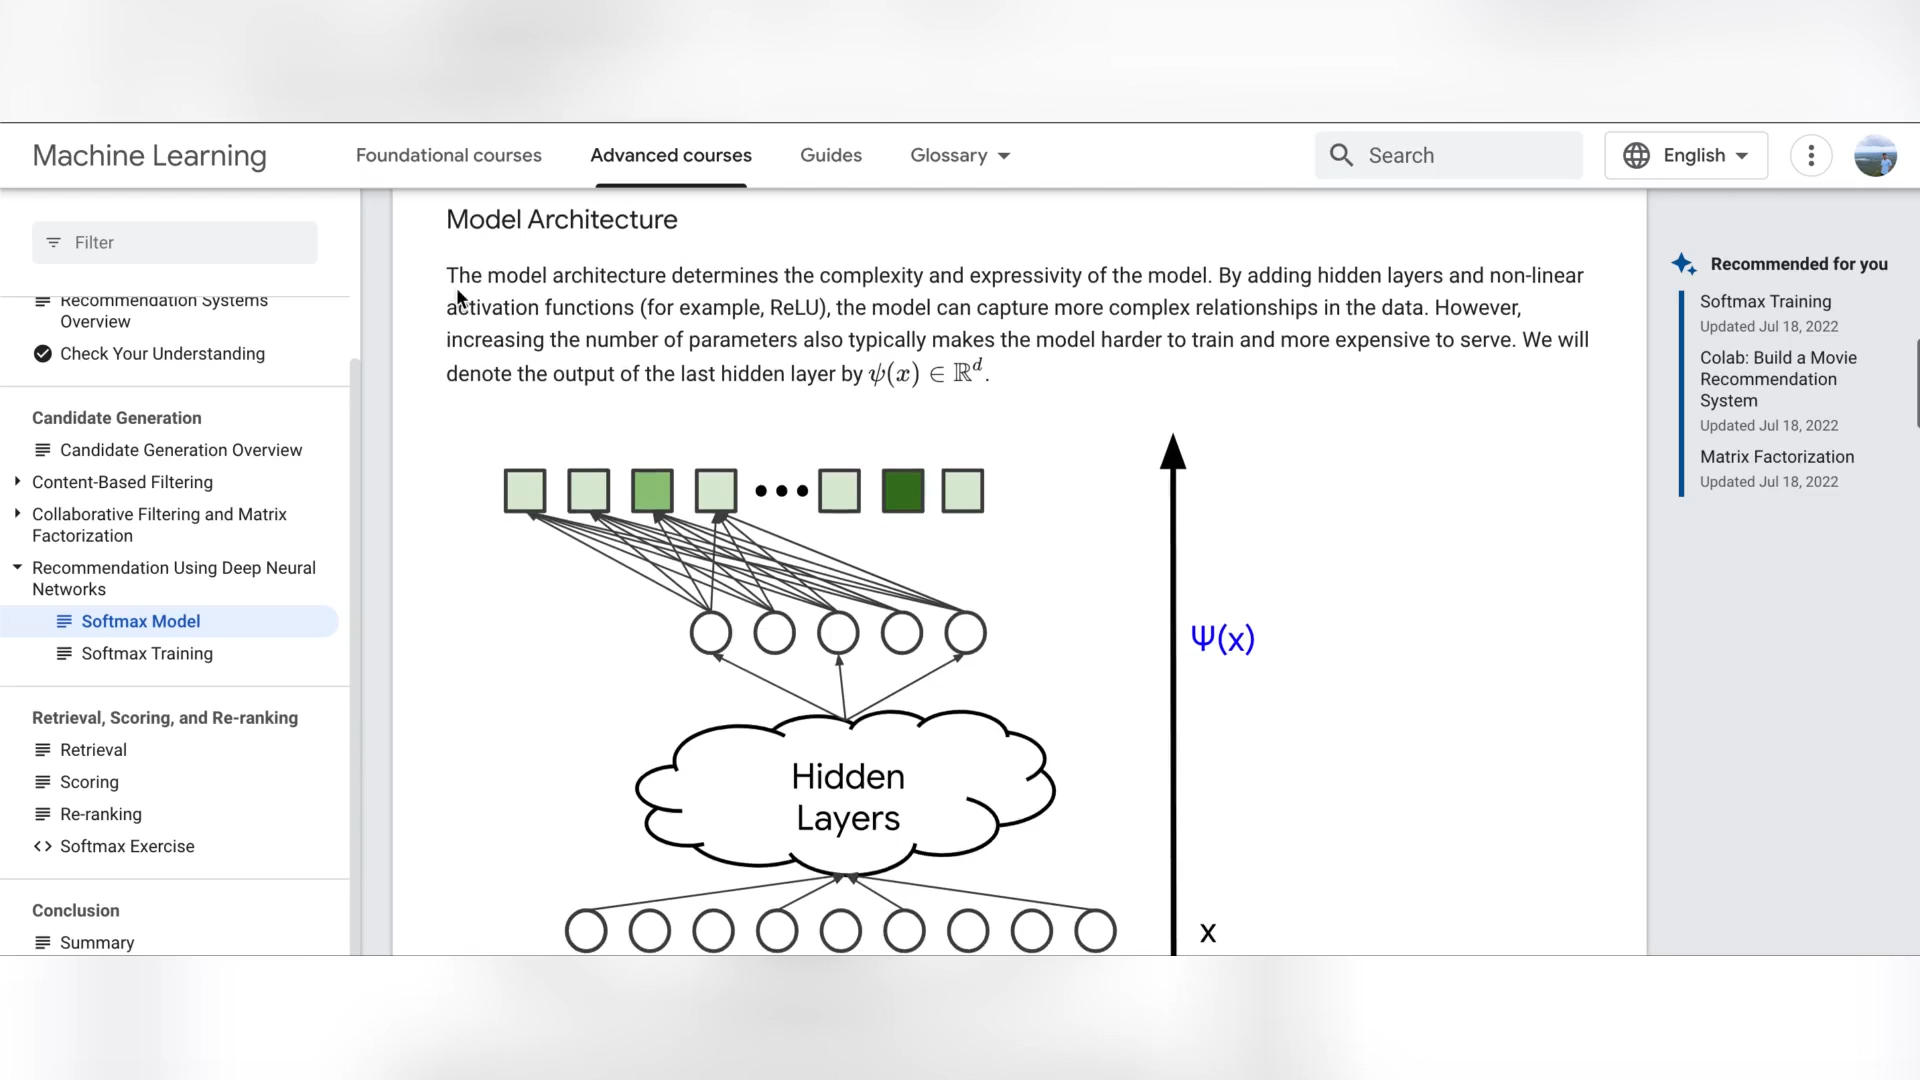 Machine Learning
Foundational courses
Advanced courses
Guides
Glossary
Search
English
Filter
Recommendation Systems
Overview
Check Your Understanding
Candidate Generation
Candidate Generation Overview
Content-Based Filtering
Collaborative Filtering and Matrix
Factorization
Recommendation Using Deep Neural
Networks
Softmax Model
Softmax Training
Retrieval, Scoring, and Re-ranking
Retrieval
Scoring
Re-ranking
Softmax Exercise
Conclusion
Summary
Model Architecture
The model architecture determines the complexity and expressivity of the model. By adding hidden layers and non-linear
activation functions (for example, ReLU), the model can capture more complex relationships in the data. However,
increasing the number of parameters also typically makes the model harder to train and more expensive to serve. We will
denote the output of the last hidden layer by ψ(x) ∈ ℝᵈ.
Ψ(x)
Hidden
Layers
x
Recommended for you
Softmax Training
Updated Jul 18, 2022
Colab: Build a Movie
Recommendation
System
Updated Jul 18, 2022
Matrix Factorization
Updated Jul 18, 2022